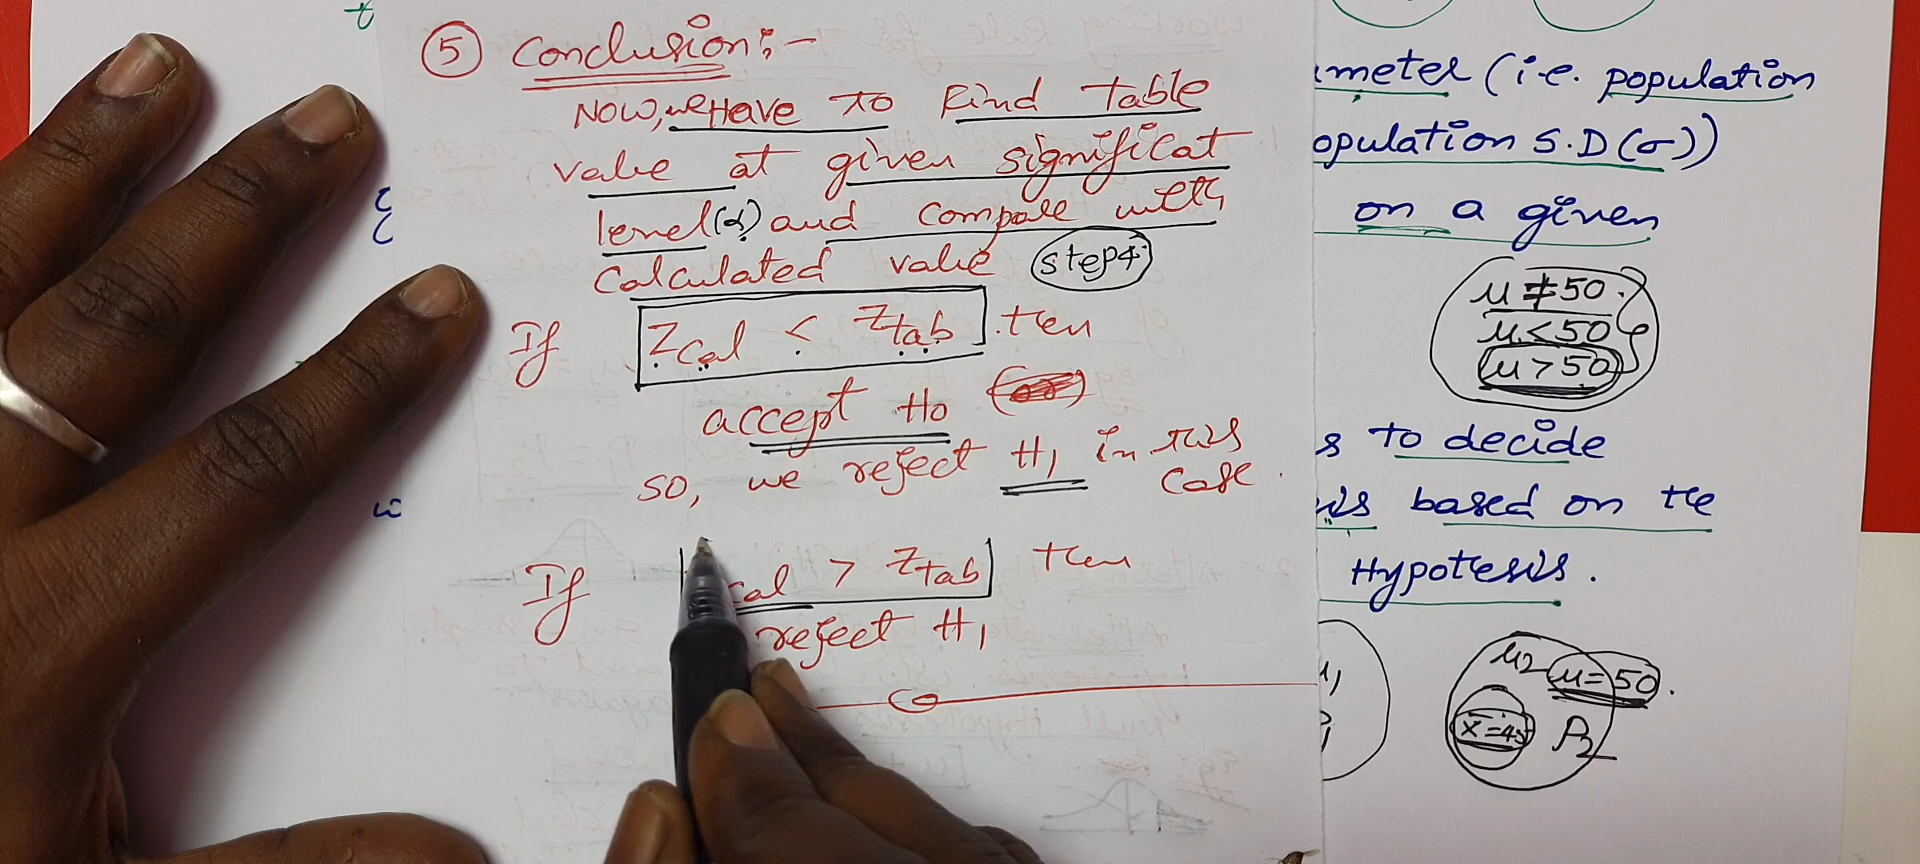 5 Conclusion:-
Now, we Have to Find table
value at given significat
level(α) and compare with
Calculated value step4
If Zcal < Ztab then
accept H0
so, we reject H1 in this
case.
If cal > Ztab then
reject H1
meter (i.e. population
opulation S.D(σ))
on a given
μ ≠ 50
μ < 50
μ > 50
s to decide
is based on the
Hypotesis.
μ2 μ = 50
x = 45 P2